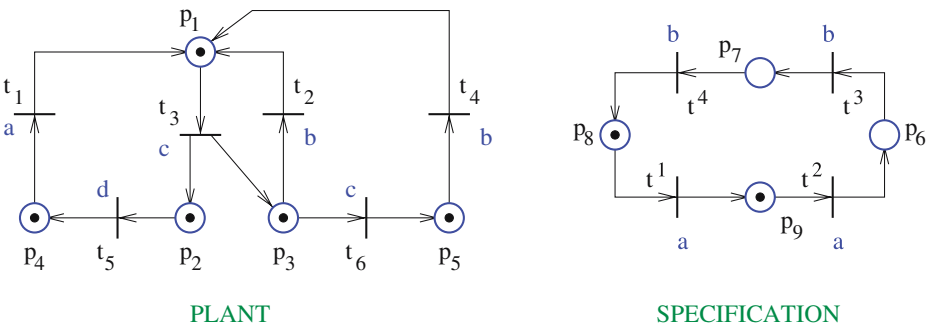 p1
t1
a
t3
c
t2
b
t4
b
d
t5
c
t6
p4
p2
p3
p5
PLANT
b
p7
b
t4
t3
p8
p6
t1
t2
a
p9
a
SPECIFICATION